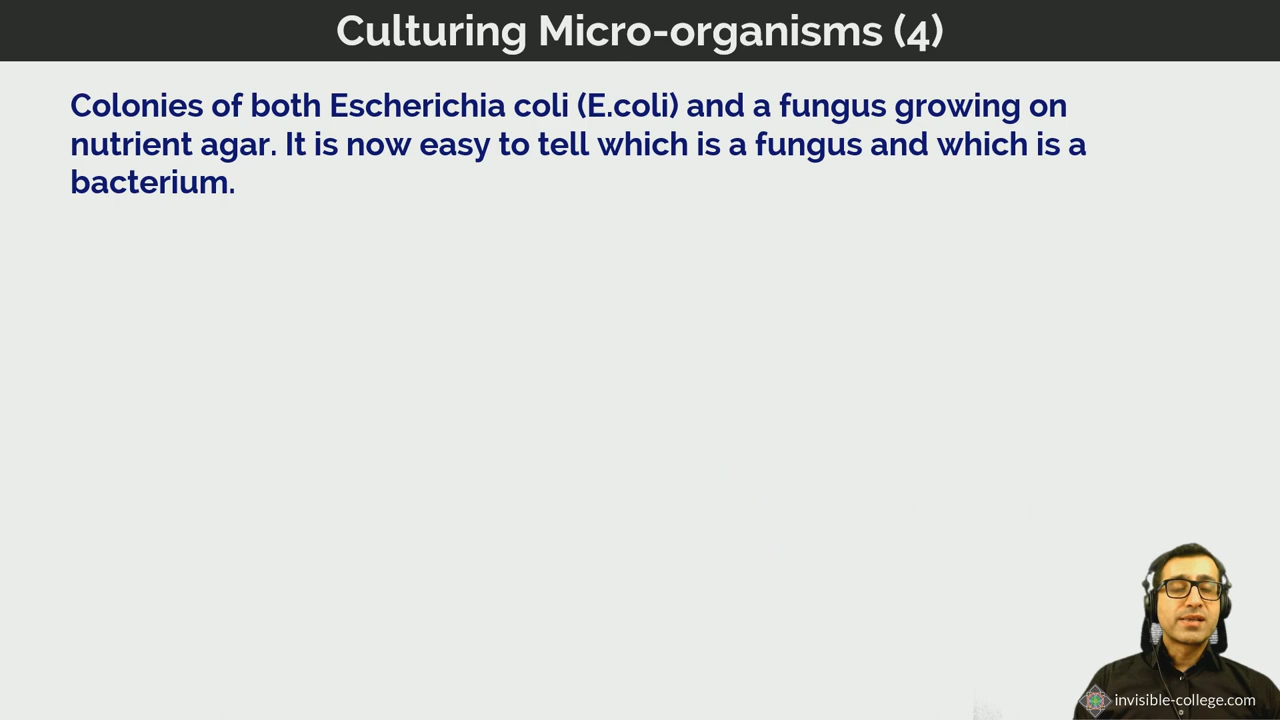 Culturing Micro-organisms (4)
Colonies of both Escherichia coli (E.coli) and a fungus growing on
nutrient agar. It is now easy to tell which is a fungus and which is a
bacterium.
invisible-college.com